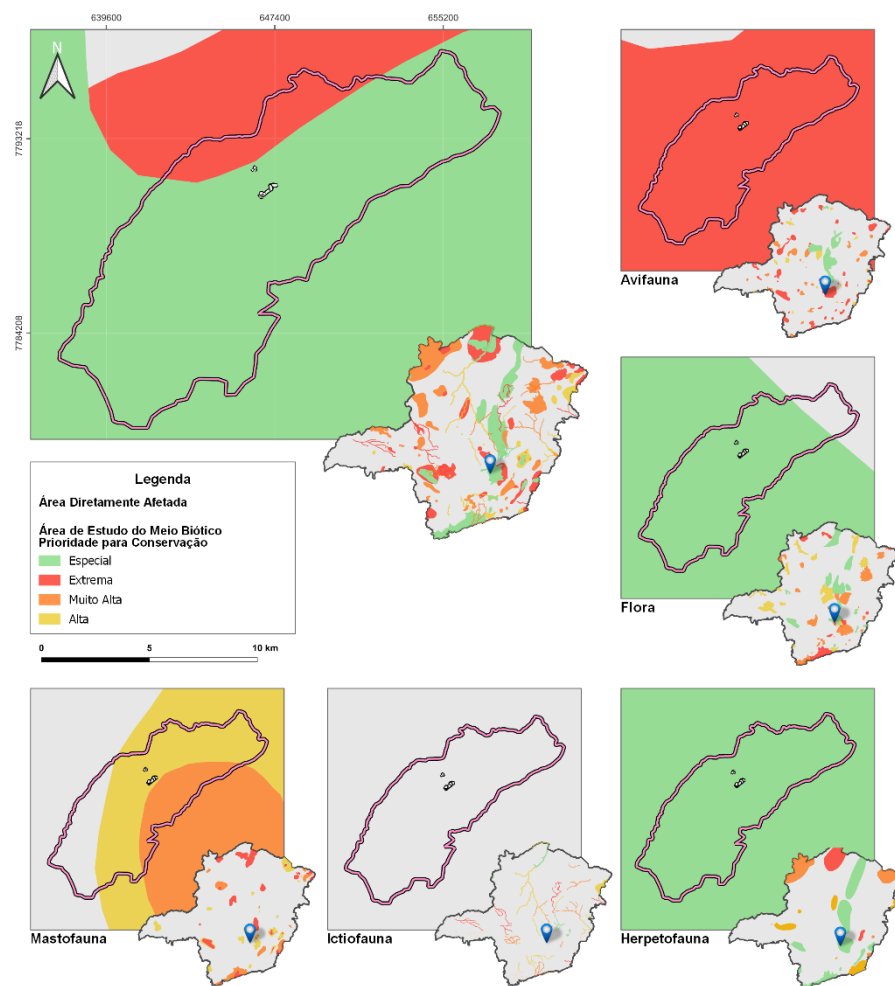 639600 647400 655200
N
7793218
7784208
Avifauna
Legenda
Área Diretamente Afetada
Área de Estudo do Meio Biótico
Prioridade para Conservação
Especial
Extrema
Muito Alta
Alta
0 5 10 km
Flora
Mastofauna
Ictiofauna
Herpetofauna